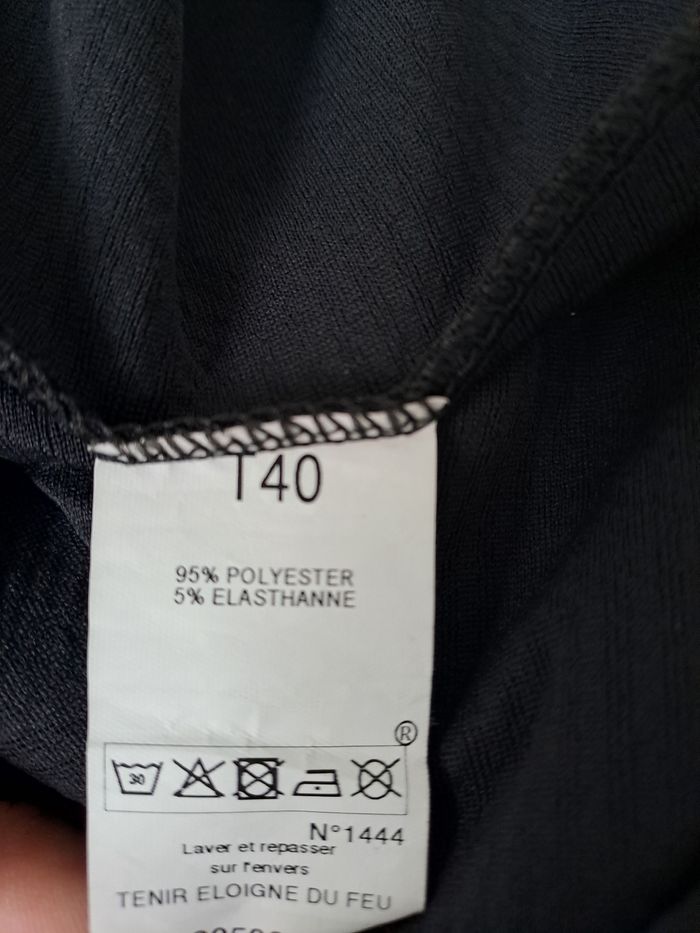 T40
95% POLYESTER
5% ELASTHANNE
®
30
N°1444
Laver et repasser
sur l'envers
TENIR ELOIGNE DU FEU